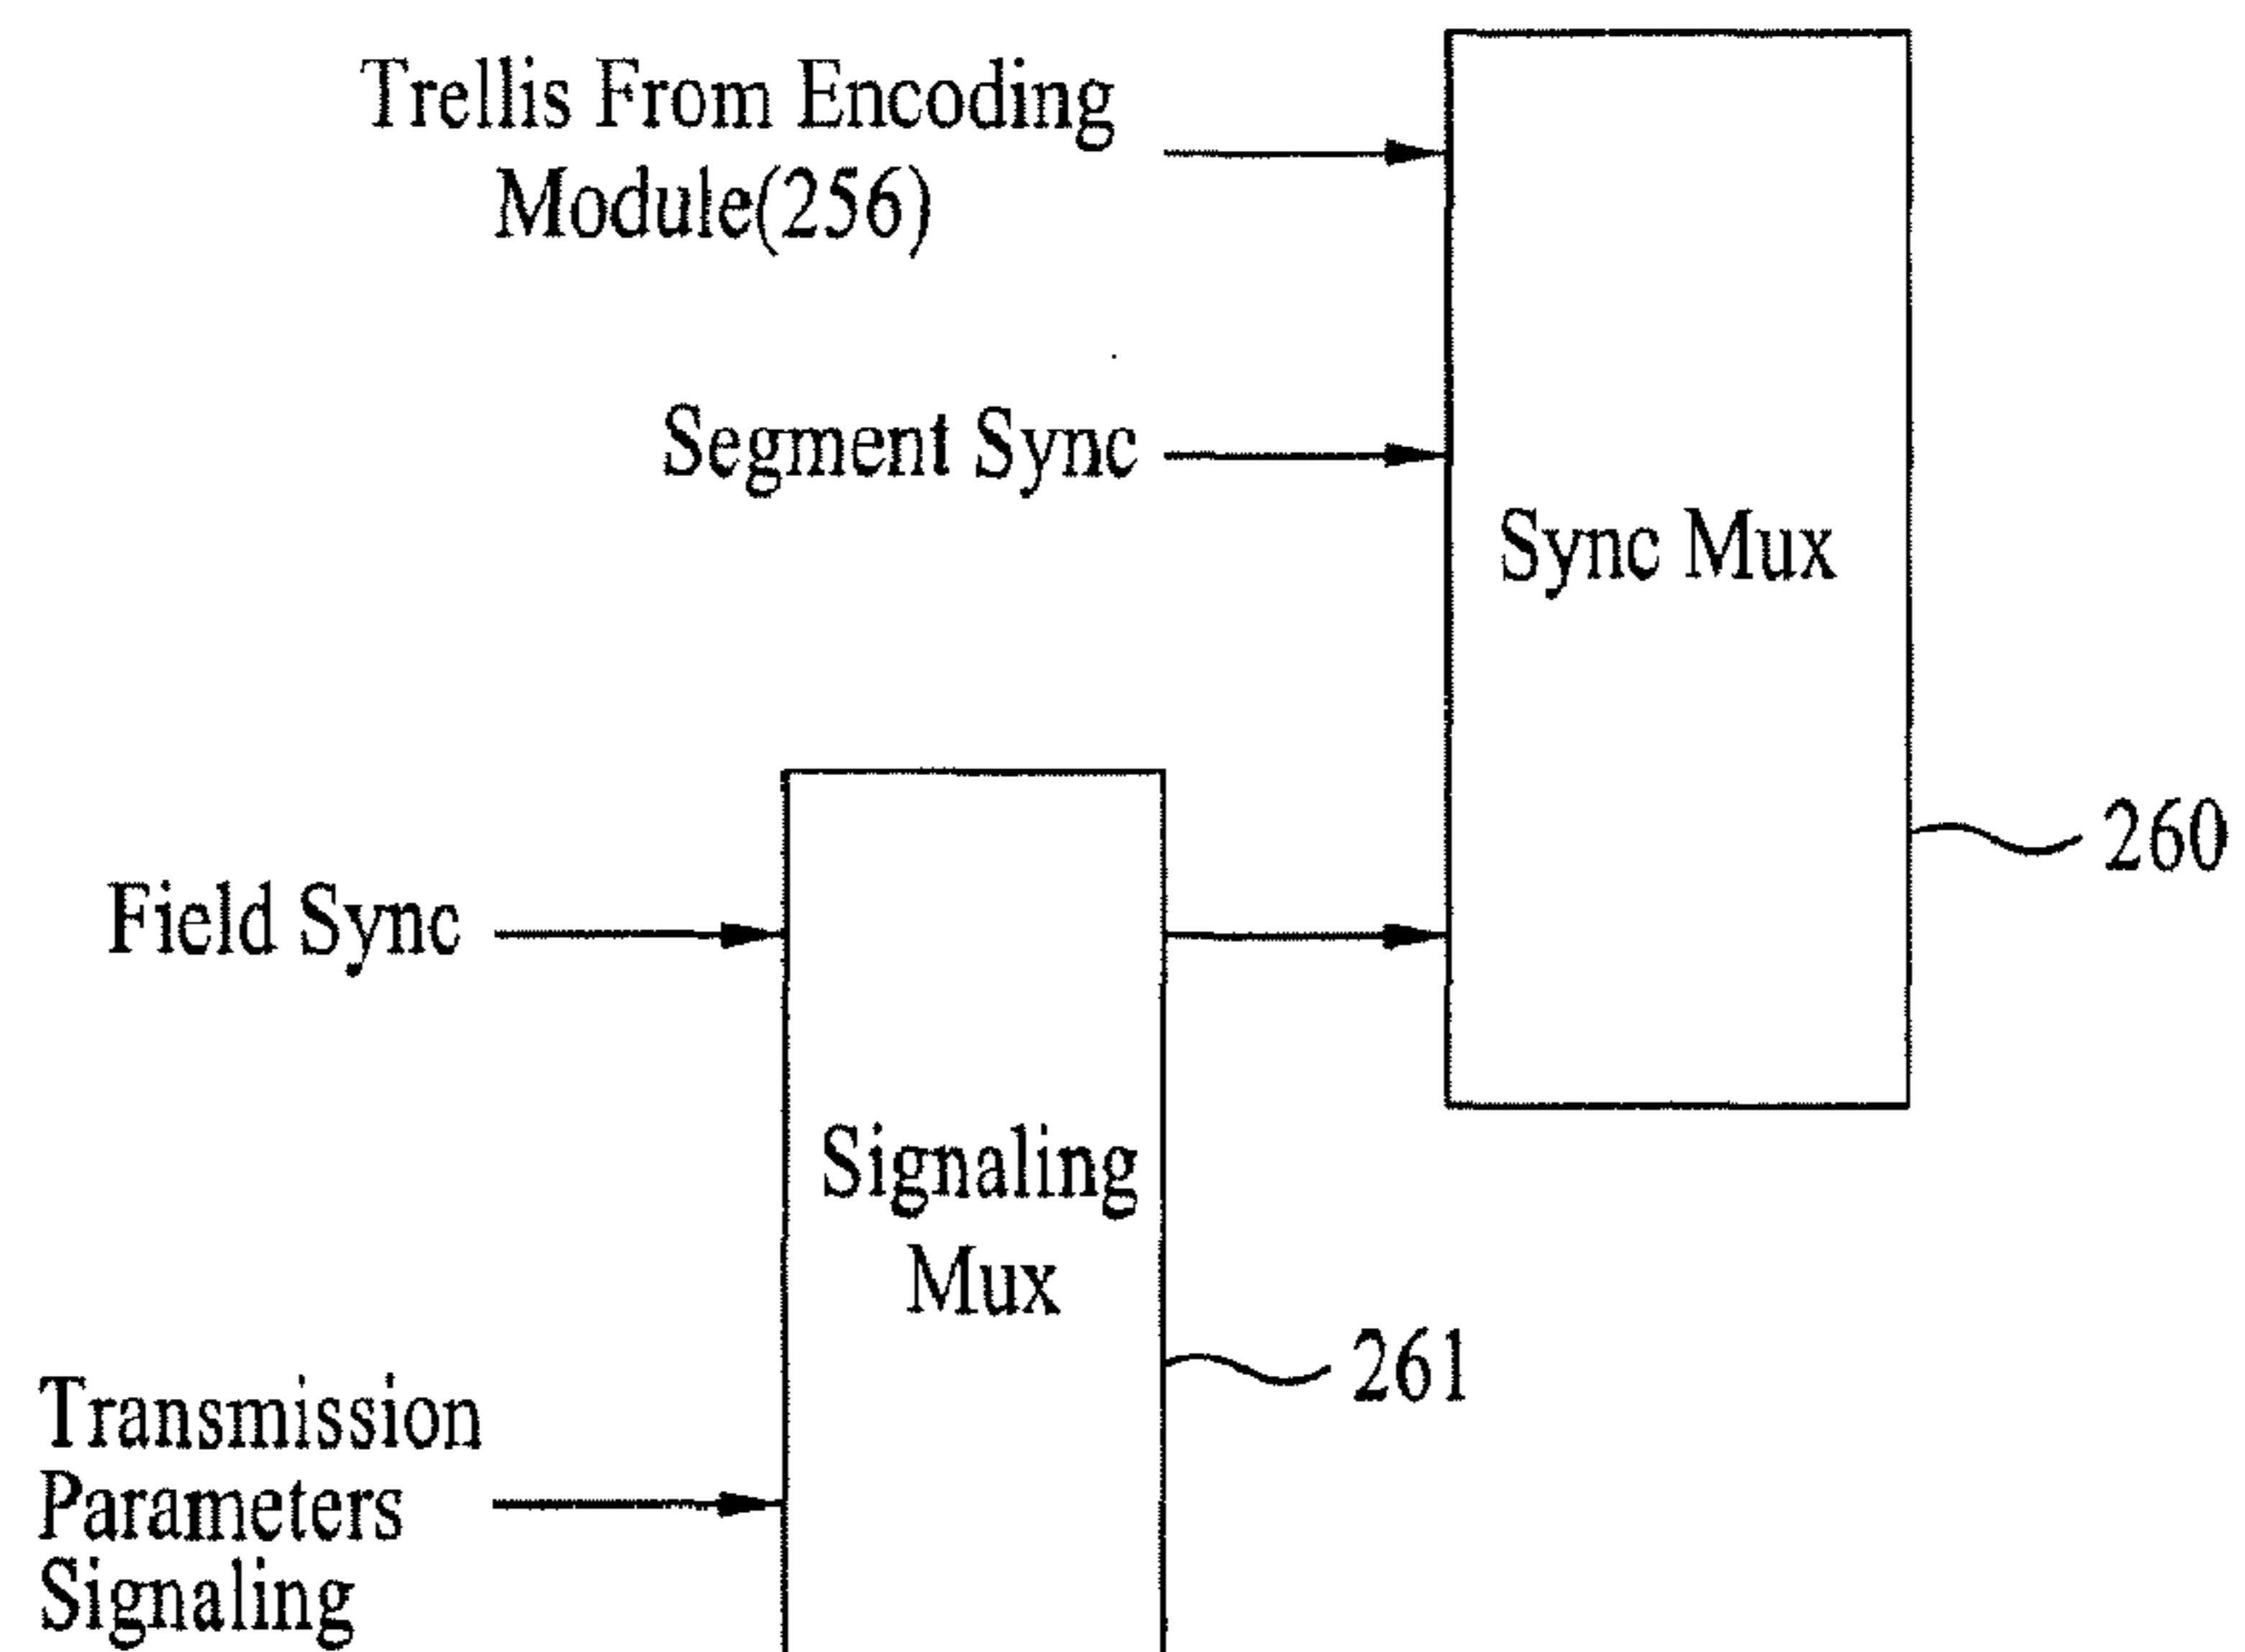 Trellis From Encoding
Module(256)
Segment Sync
Sync Mux
260
Field Sync
Signaling
Mux
261
Transmission
Parameters
Signaling